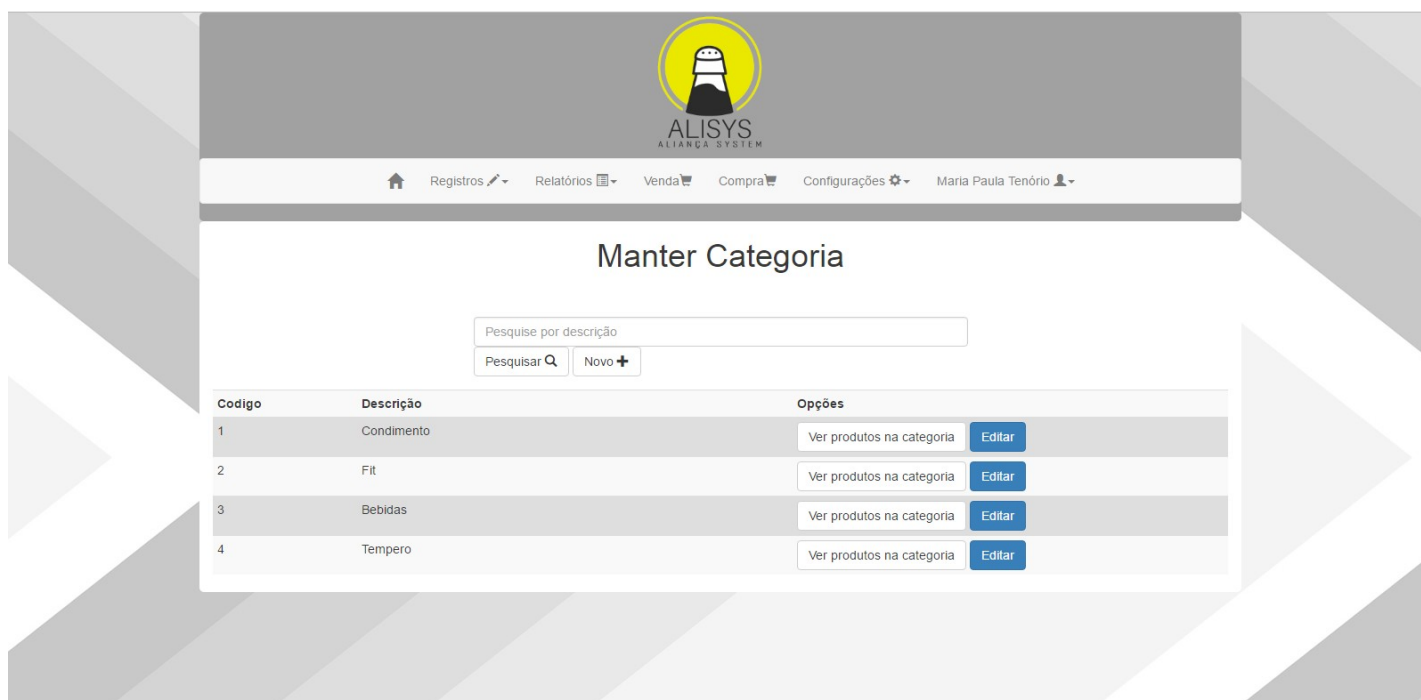 ALISYS
ALIANÇA SYSTEM
Registros Relatórios Venda Compra Configurações Maria Paula Tenório
Manter Categoria
Pesquise por descrição
Pesquisar Novo
Codigo Descrição Opções
1 Condimento Ver produtos na categoria Editar
2 Fit Ver produtos na categoria Editar
3 Bebidas Ver produtos na categoria Editar
4 Tempero Ver produtos na categoria Editar